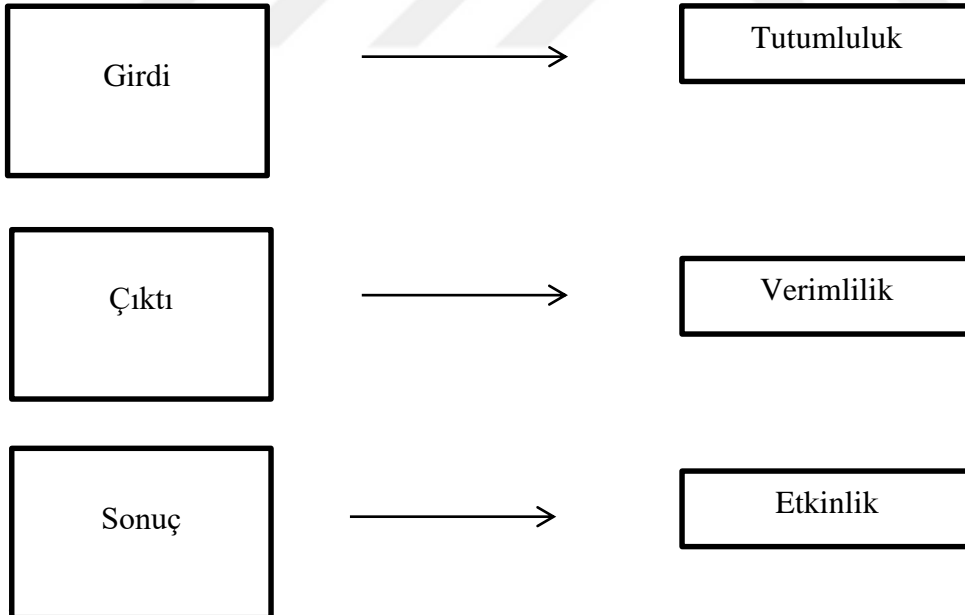 Girdi
Tutumluluk
Çıktı
Verimlilik
Sonuç
Etkinlik